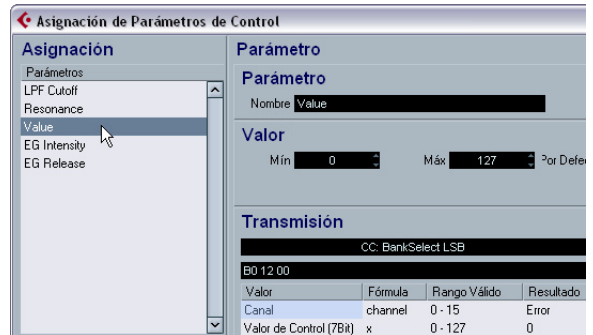 Asignación de Parámetros de Control
Asignación
Parámetros
LPF Cutoff
Resonance
Value
EG Intensity
EG Release
Parámetro
Parámetro
Nombre Value
Valor
Mín 0 Máx 127 Por Defe
Transmisión
CC: BankSelect LSB
B0 12 00
Valor Fórmula Rango Válido Resultado
Canal channel 0 - 15 Error
Valor de Control (7Bit) x 0 - 127 0